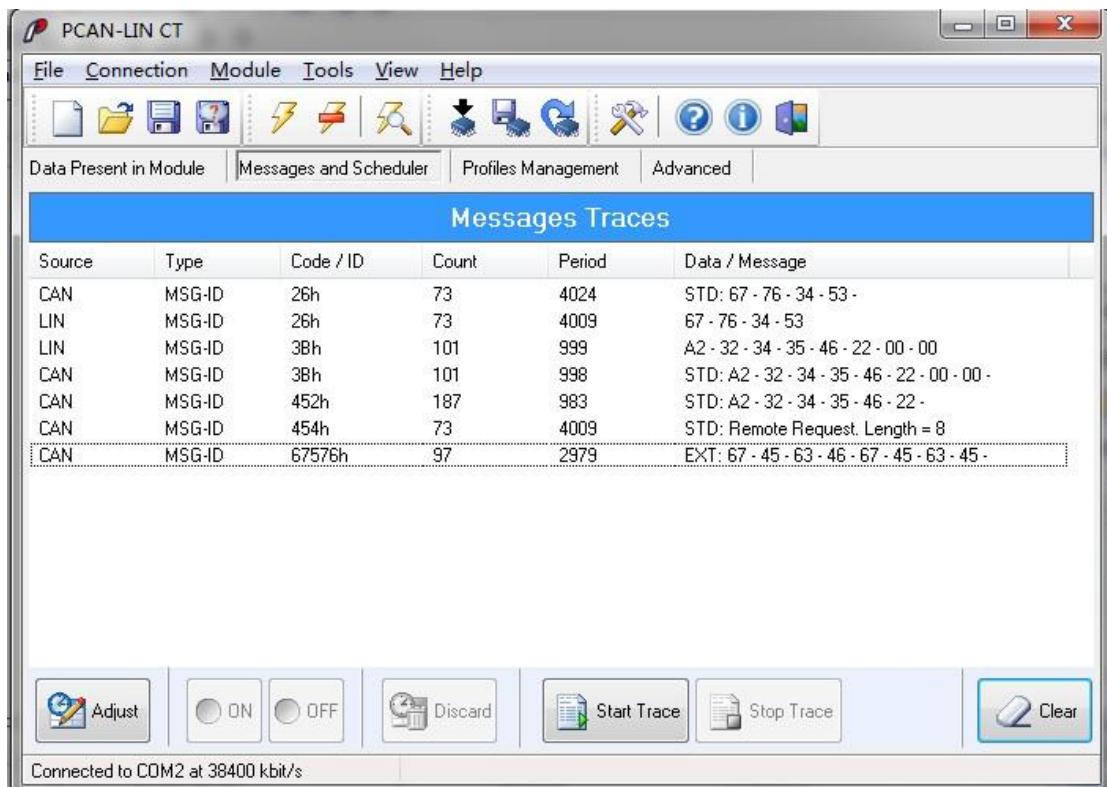 PCAN-LIN CT
File Connection Module Tools View Help
Data Present in Module Messages and Scheduler Profiles Management Advanced
Messages Traces
Source Type Code / ID Count Period Data / Message
CAN MSG-ID 26h 73 4024 STD: 67 - 76 - 34 - 53 -
LIN MSG-ID 26h 73 4009 67 - 76 - 34 - 53
LIN MSG-ID 3Bh 101 999 A2 - 32 - 34 - 35 - 46 - 22 - 00 - 00
CAN MSG-ID 3Bh 101 998 STD: A2 - 32 - 34 - 35 - 46 - 22 - 00 - 00 -
CAN MSG-ID 452h 187 983 STD: A2 - 32 - 34 - 35 - 46 - 22 -
CAN MSG-ID 454h 73 4009 STD: Remote Request. Length = 8
CAN MSG-ID 67576h 97 2979 EXT: 67 - 45 - 63 - 46 - 67 - 45 - 63 - 45 -
Adjust ON OFF Discard Start Trace Stop Trace Clear
Connected to COM2 at 38400 kbit/s